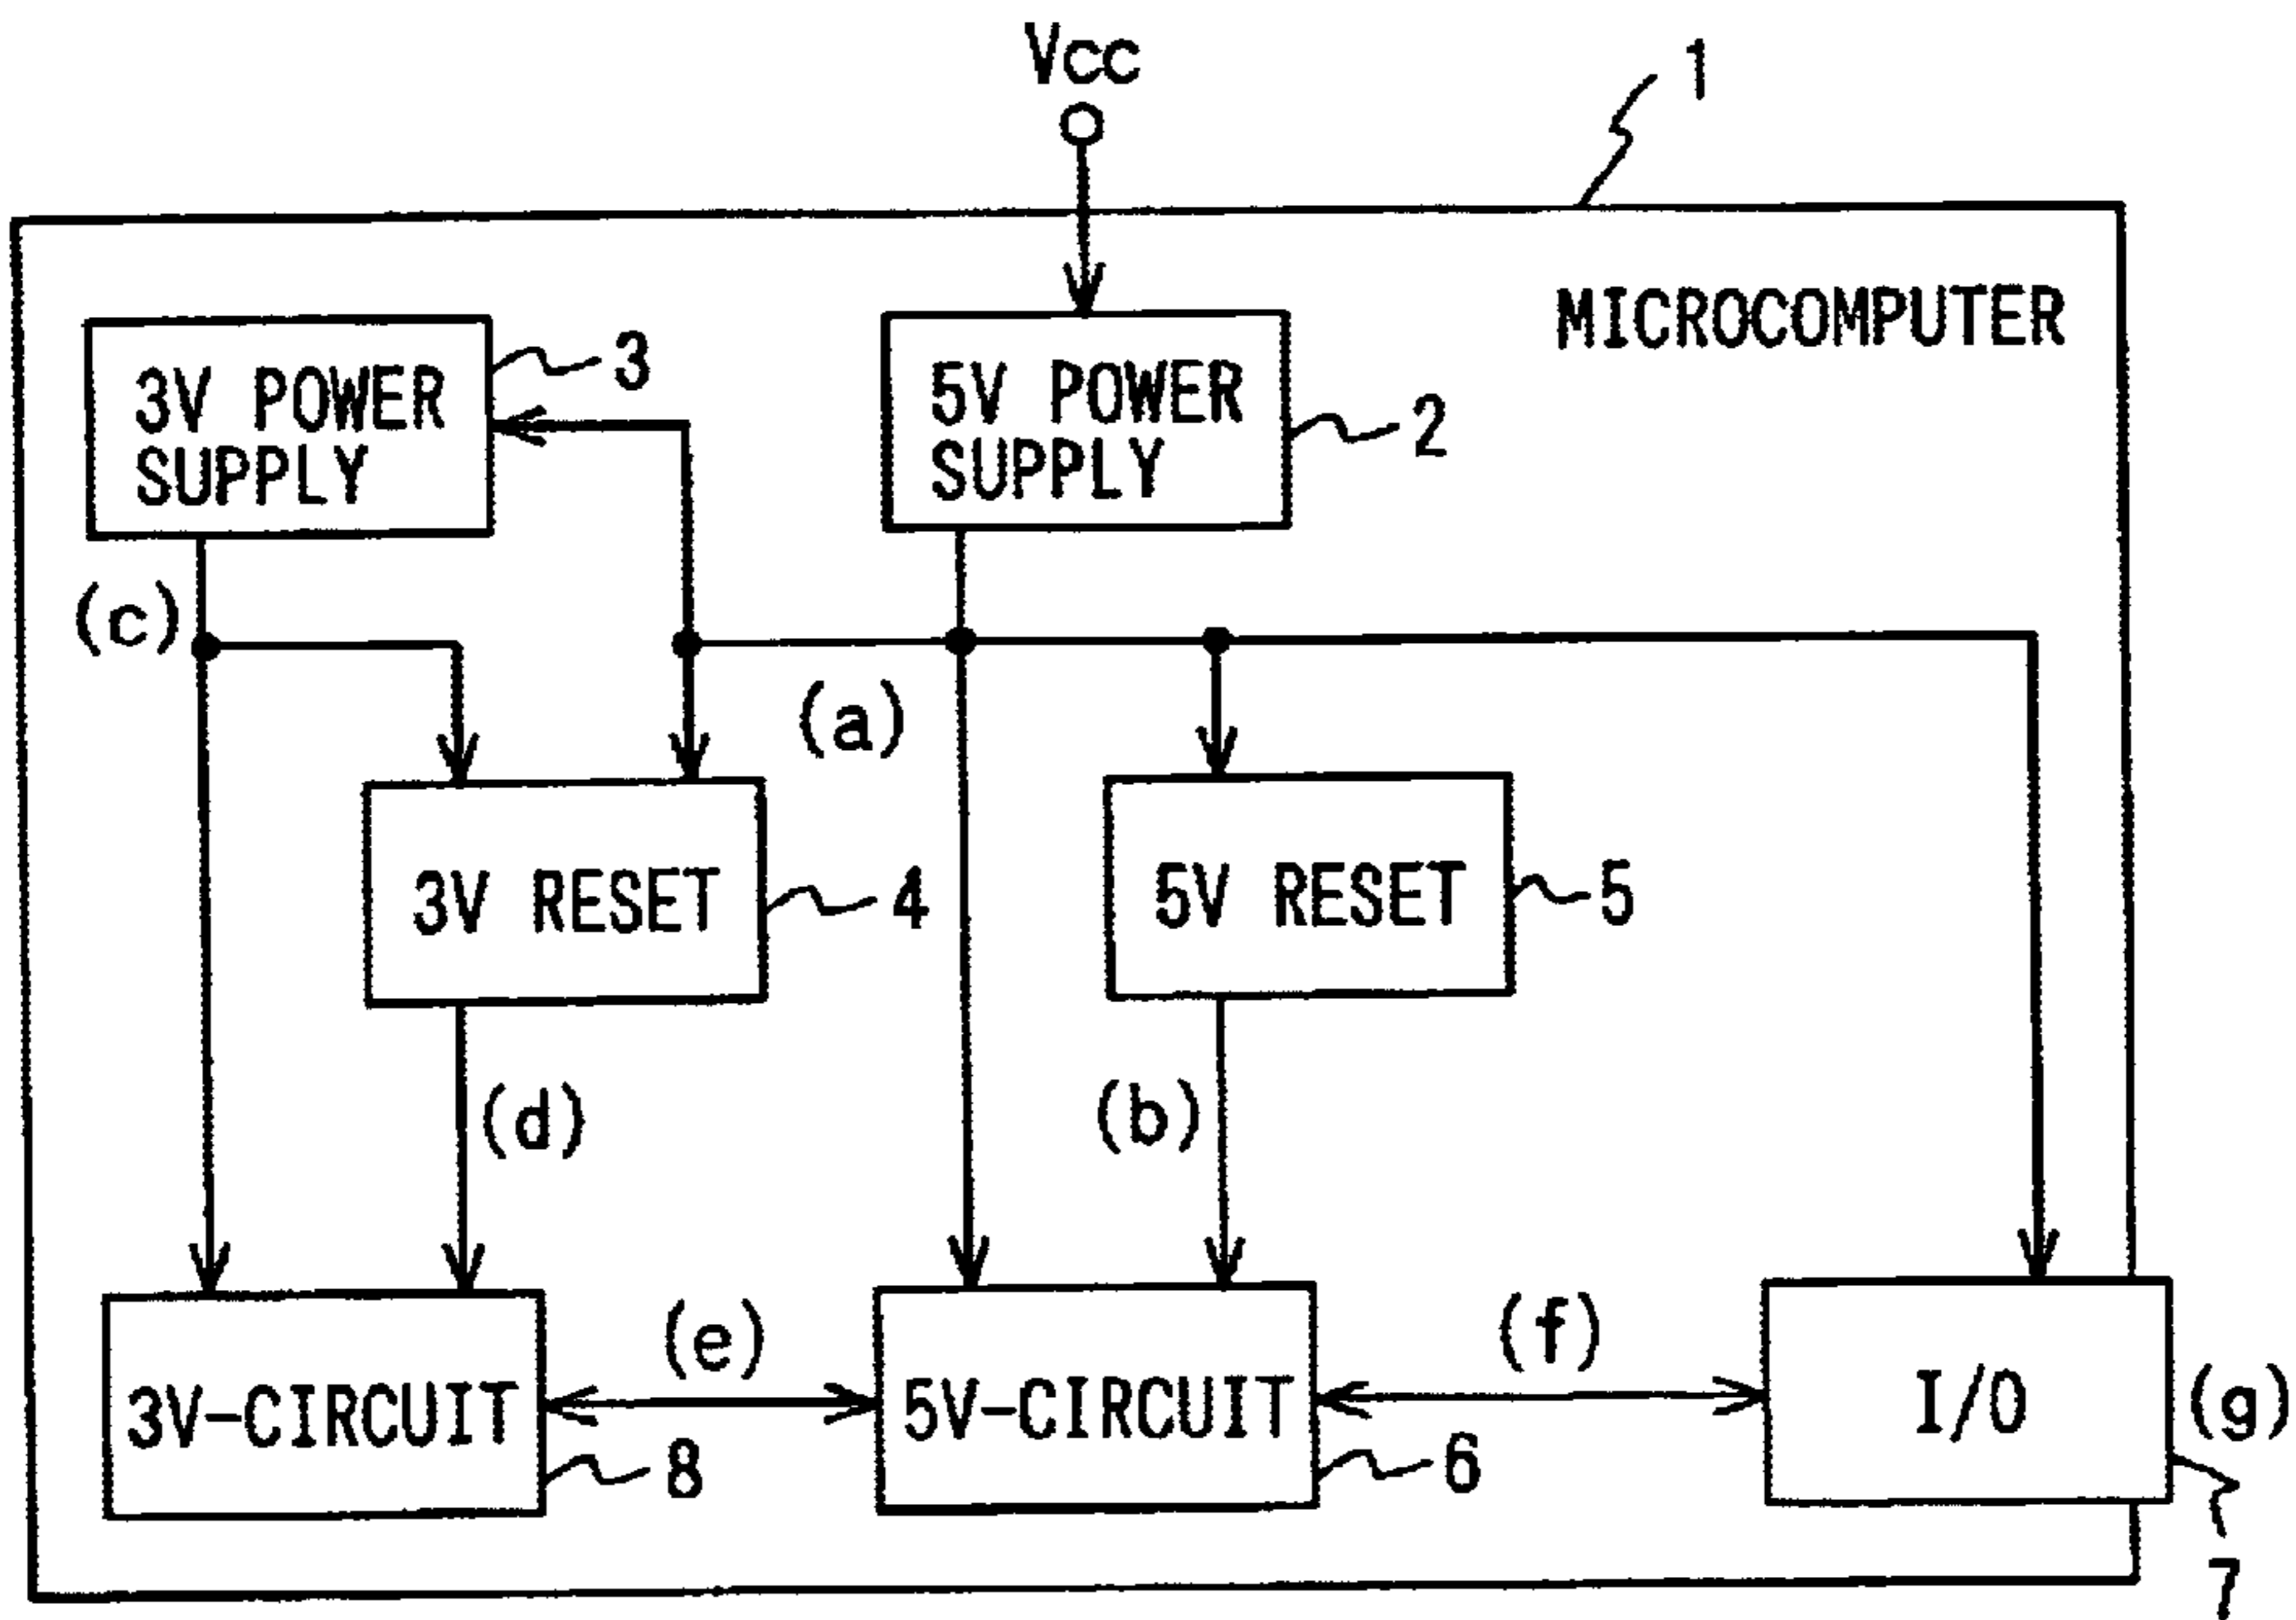 Vcc
1
MICROCOMPUTER
3V POWER
SUPPLY
3
5V POWER
SUPPLY
2
(c)
(a)
3V RESET
4
5V RESET
5
(d)
(b)
(e)
(f)
3V-CIRCUIT
8
5V-CIRCUIT
6
I/O
(g)
7